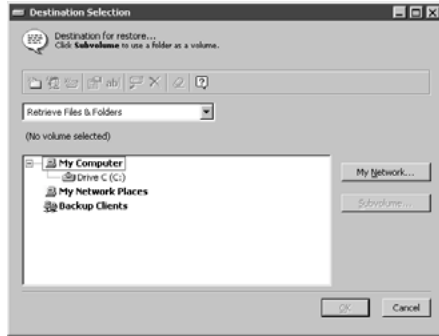 Destination Selection
Destination for restore...
Click Subvolume to use a folder as a volume.
Retrieve Files & Folders
(No volume selected)
My Computer
Drive C (C:)
My Network Places
Backup Clients
My Network...
Subvolume...
OK
Cancel